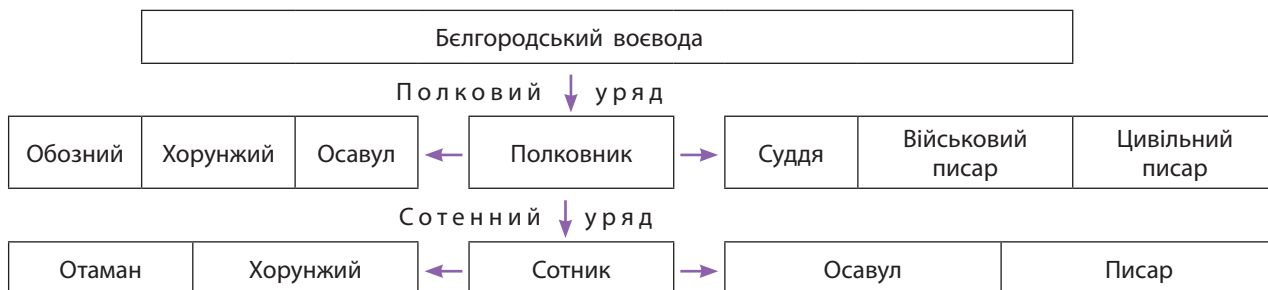 Бєлгородський воєвода
Полковий уряд
Обозний Хорунжий Осавул Полковник Суддя Військовий писар Цивільний писар
Сотенний уряд
Отаман Хорунжий Сотник Осавул Писар